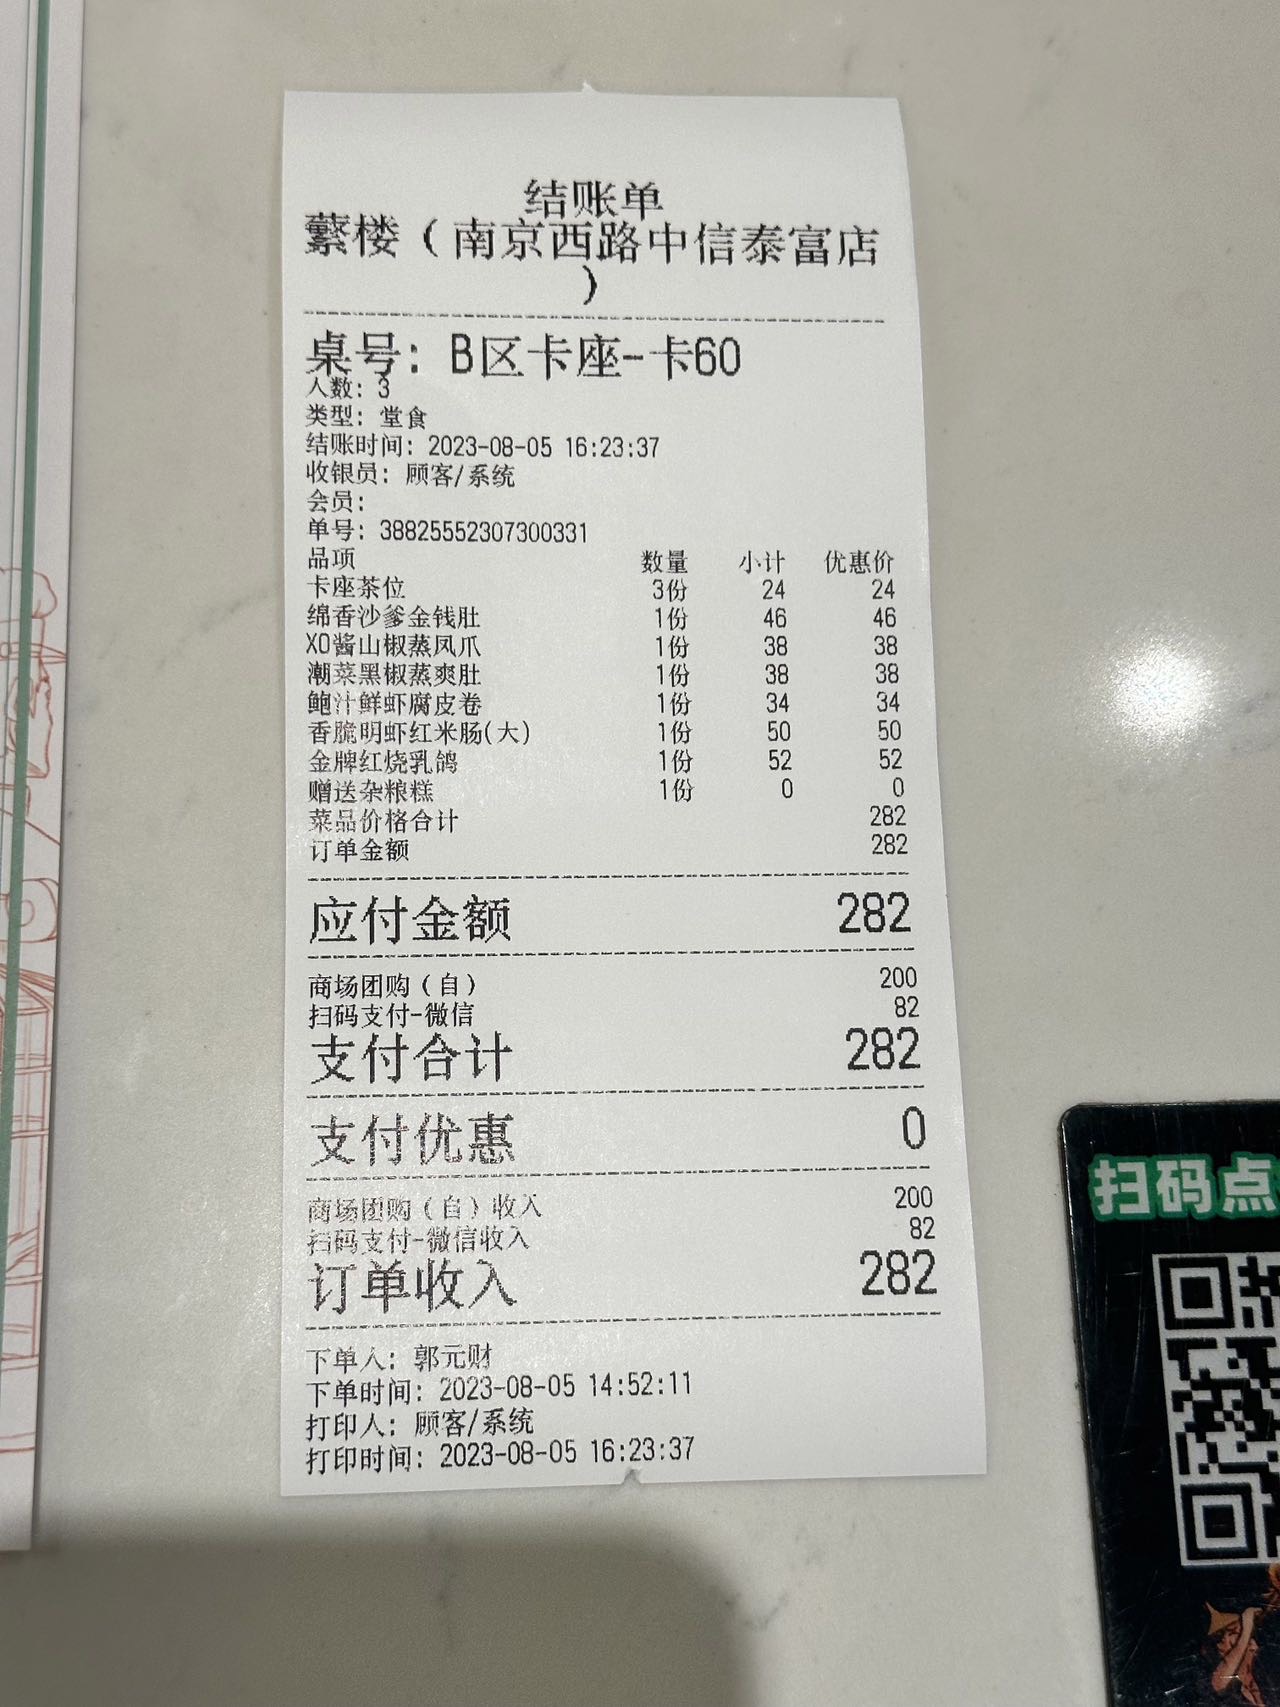 结账单
蘩楼（南京西路中信泰富店
）
桌号: B区卡座-卡60
人数: 3
类型: 堂食
结账时间: 2023-08-05 16:23:37
收银员: 顾客/系统
会员:
单号: 388255552307300331
品项 数量 小计 优惠价
卡座茶位 3份 24 24
绵香沙爹金钱肚 1份 46 46
XO酱山椒蒸凤爪 1份 38 38
潮菜黑椒蒸爽肚 1份 38 38
鲍汁鲜虾腐皮卷 1份 34 34
香脆明虾红米肠(大) 1份 50 50
金牌红烧乳鸽 1份 52 52
赠送杂粮糕 1份 0 0
菜品价格合计 282
订单金额 282
应付金额 282
商场团购（自） 200
扫码支付-微信 82
支付合计 282
支付优惠 0
商场团购（自）收入 200
扫码支付-微信收入 82
订单收入 282
下单人: 郭元财
下单时间: 2023-08-05 14:52:11
打印人: 顾客/系统
打印时间: 2023-08-05 16:23:37
扫码点